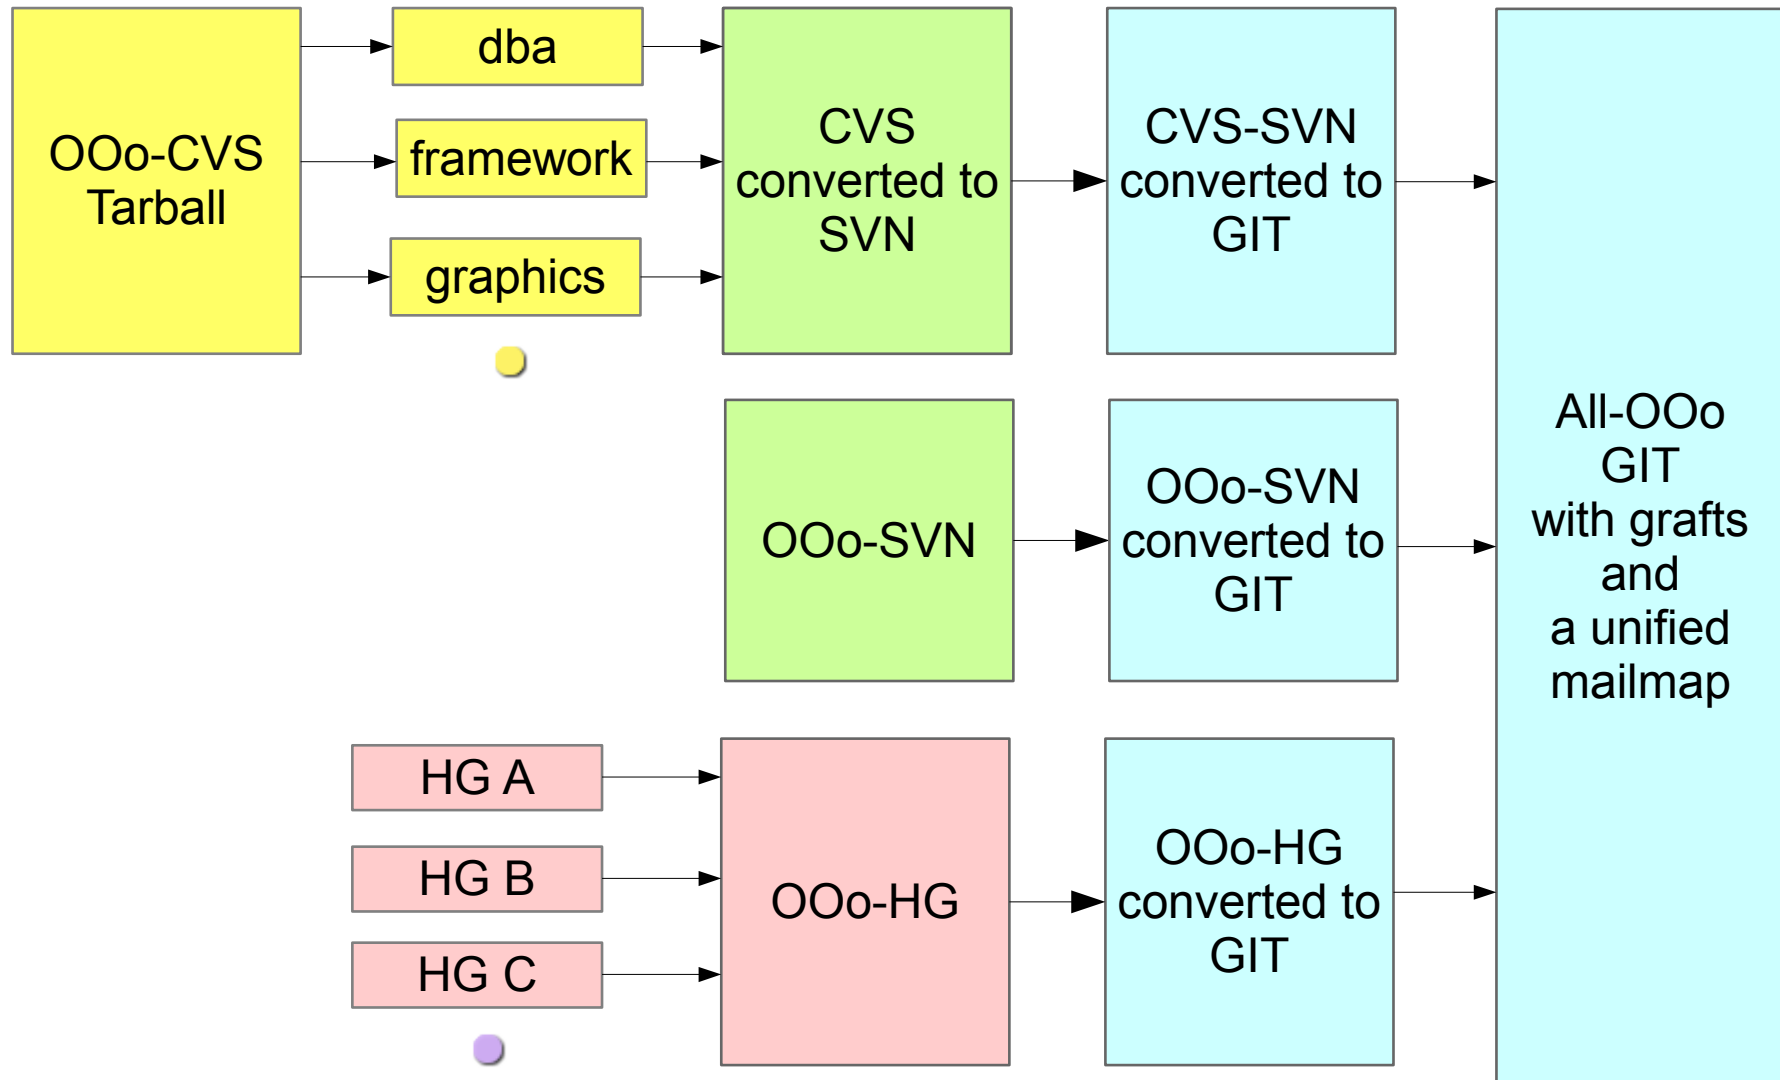 OOo-CVS
Tarball
dba
framework
graphics
CVS
converted to
SVN
CVS-SVN
converted to
GIT
OOo-SVN
OOo-SVN
converted to
GIT
HG A
HG B
HG C
OOo-HG
OOo-HG
converted to
GIT
All-OOo
GIT
with grafts
and
a unified
mailmap